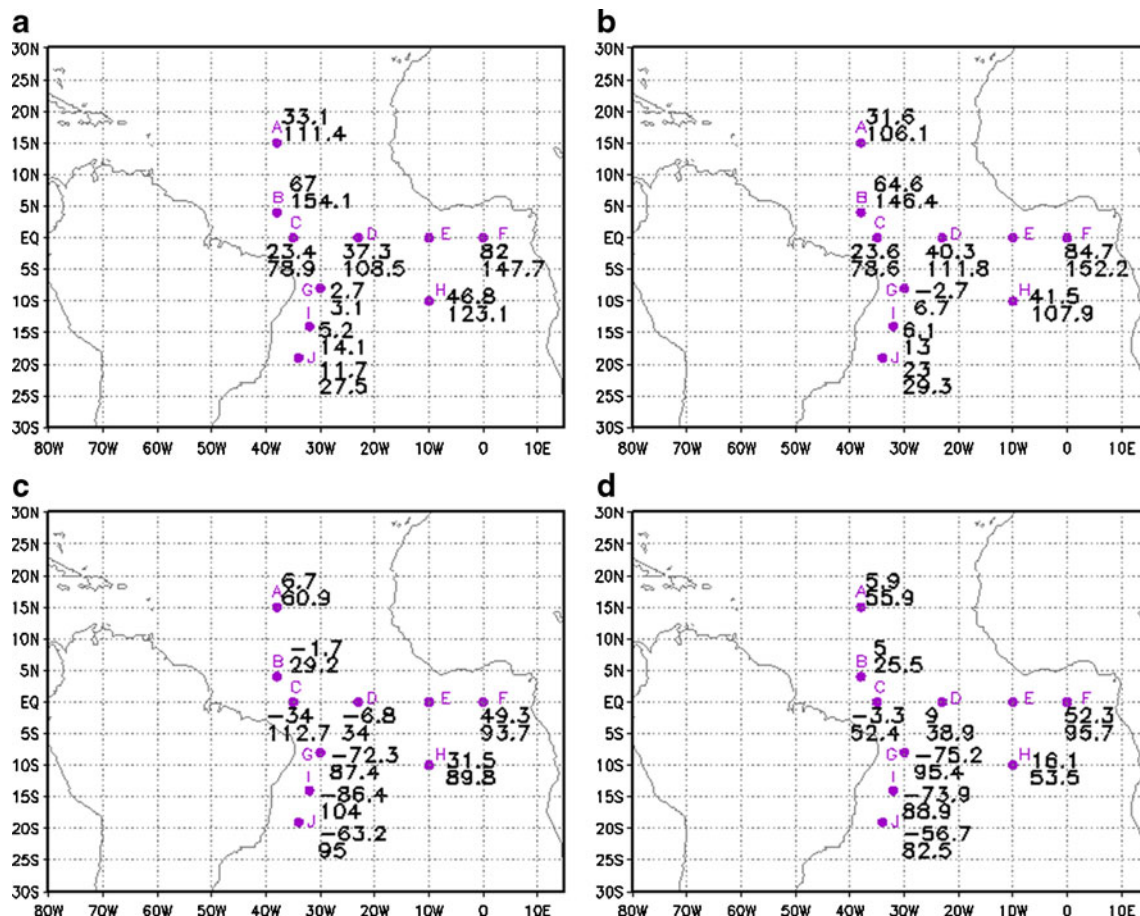 a
30N
25N
20N
15N
10N
5N
EQ
5S
10S
15S
20S
25S
30S
80W 70W 60W 50W 40W 30W 20W 10W 0 10E
A
33.1
111.4
B
67
154.1
C
23.4
78.9
D
37.3
108.5
E
F
82
147.7
G
2.7
3.1
H
46.8
123.1
I
5.2
14.1
J
11.7
27.5
b
30N
25N
20N
15N
10N
5N
EQ
5S
10S
15S
20S
25S
30S
80W 70W 60W 50W 40W 30W 20W 10W 0 10E
A
31.6
106.1
B
64.6
146.4
C
23.6
78.6
D
40.3
111.8
E
F
84.7
152.2
G
-2.7
6.7
H
41.5
107.9
I
6.1
13
J
23
29.3
c
30N
25N
20N
15N
10N
5N
EQ
5S
10S
15S
20S
25S
30S
80W 70W 60W 50W 40W 30W 20W 10W 0 10E
A
6.7
60.9
B
-1.7
29.2
C
-34
112.7
D
-6.8
34
E
F
49.3
93.7
G
-72.3
87.4
H
31.5
89.8
I
-86.4
104
J
-63.2
95
d
30N
25N
20N
15N
10N
5N
EQ
5S
10S
15S
20S
25S
30S
80W 70W 60W 50W 40W 30W 20W 10W 0 10E
A
5.9
55.9
B
5
25.5
C
-3.3
52.4
D
9
38.9
E
F
52.3
95.7
G
-75.2
95.4
H
16.1
53.5
I
-73.9
88.9
J
-56.7
82.5